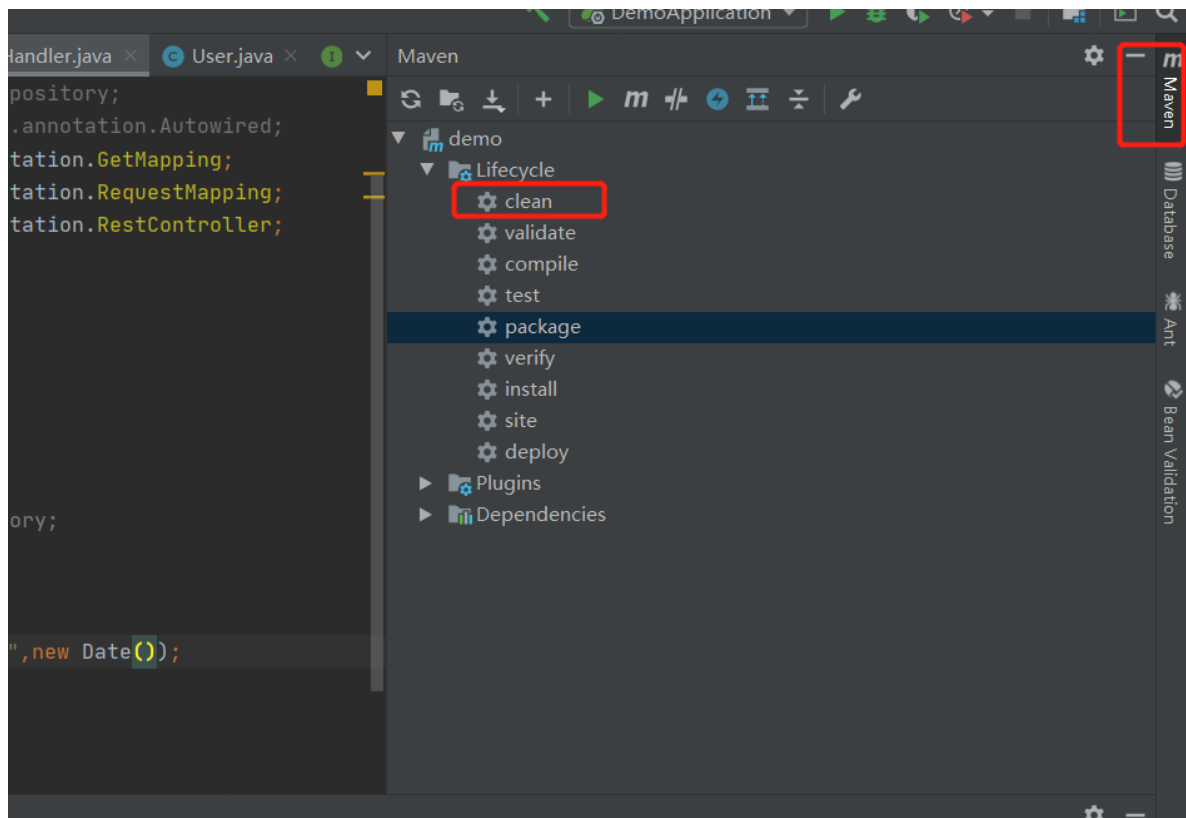 DemoApplication
Handler.java
User.java
Maven
pository;
.annotation.Autowired;
tation.GetMapping;
tation.RequestMapping;
tation.RestController;
ory;
",new Date());
m
demo
Lifecycle
clean
validate
compile
test
package
verify
install
site
deploy
Plugins
Dependencies
m Maven
Database
Ant
Bean Validation